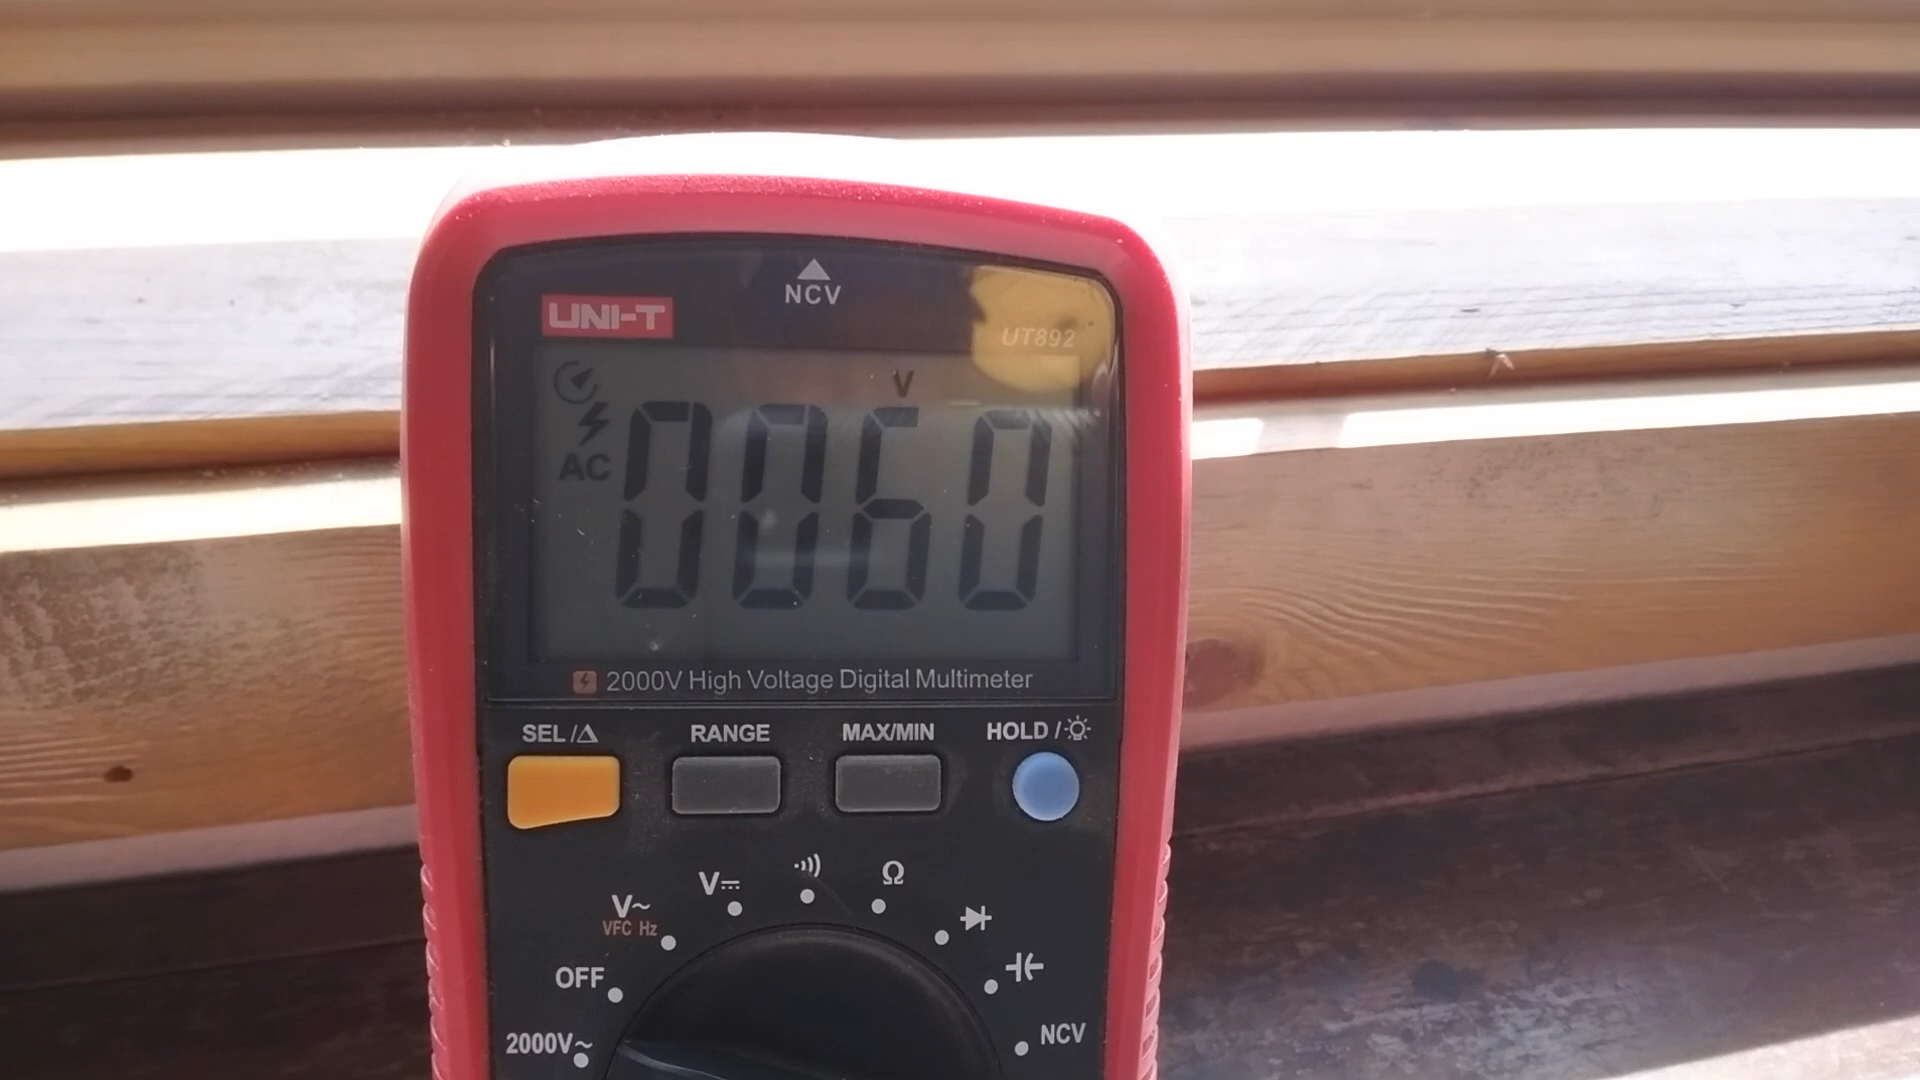 NCV
UNI-T
UT892
V
AC
0060
2000V High Voltage Digital Multimeter
SEL/△ RANGE MAX/MIN HOLD/
V⎓ Ω
V~
VFC Hz
OFF
2000V~ NCV